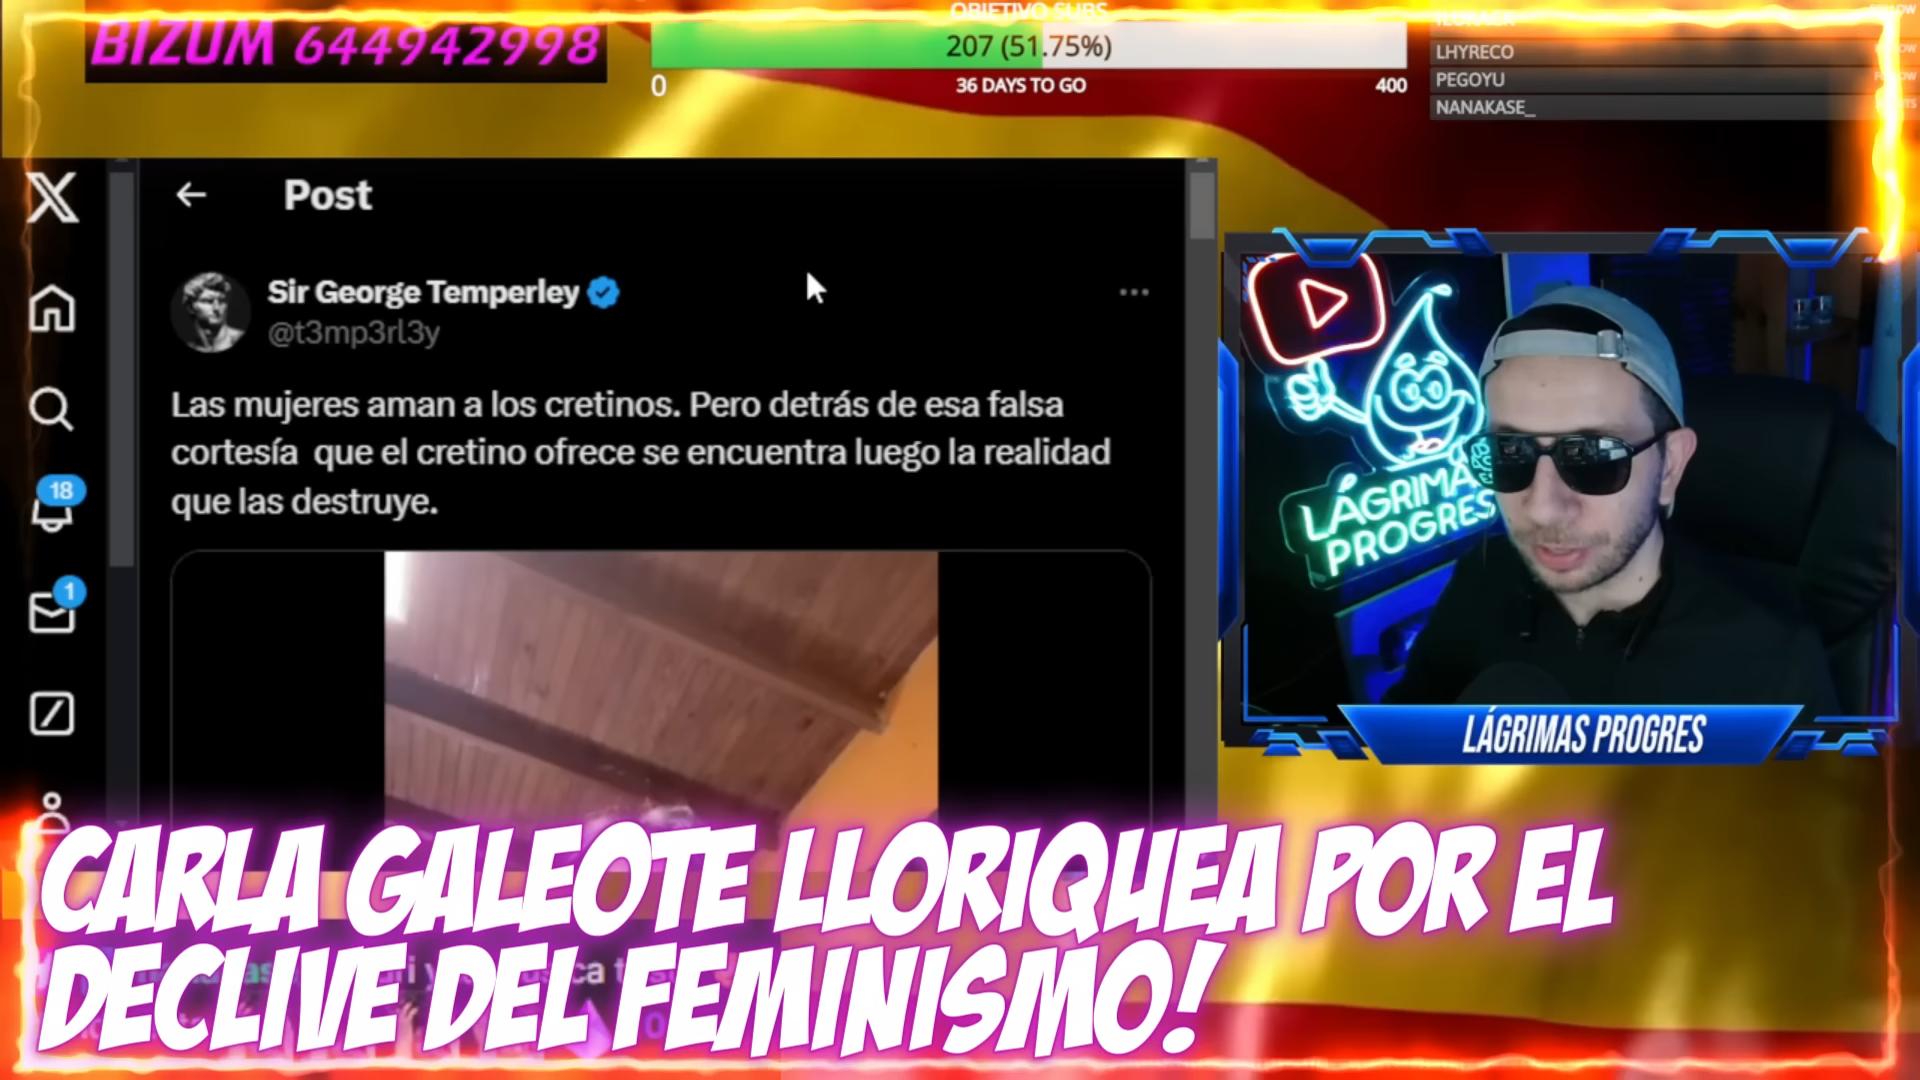 BIZUM 644942998
OBJETIVO SUBS
207 (51.75%)
0
36 DAYS TO GO
400
LHYRECO
PEGOYU
NANAKASE_
Post
Sir George Temperley
@t3mp3rl3y
Las mujeres aman a los cretinos. Pero detrás de esa falsa
cortesía que el cretino ofrece se encuentra luego la realidad
que las destruye.
18
1
LÁGRIMAS
PROGRES
LÁGRIMAS PROGRES
CARLA GALEOTE LLORIQUEA POR EL
DECLIVE DEL FEMINISMO!